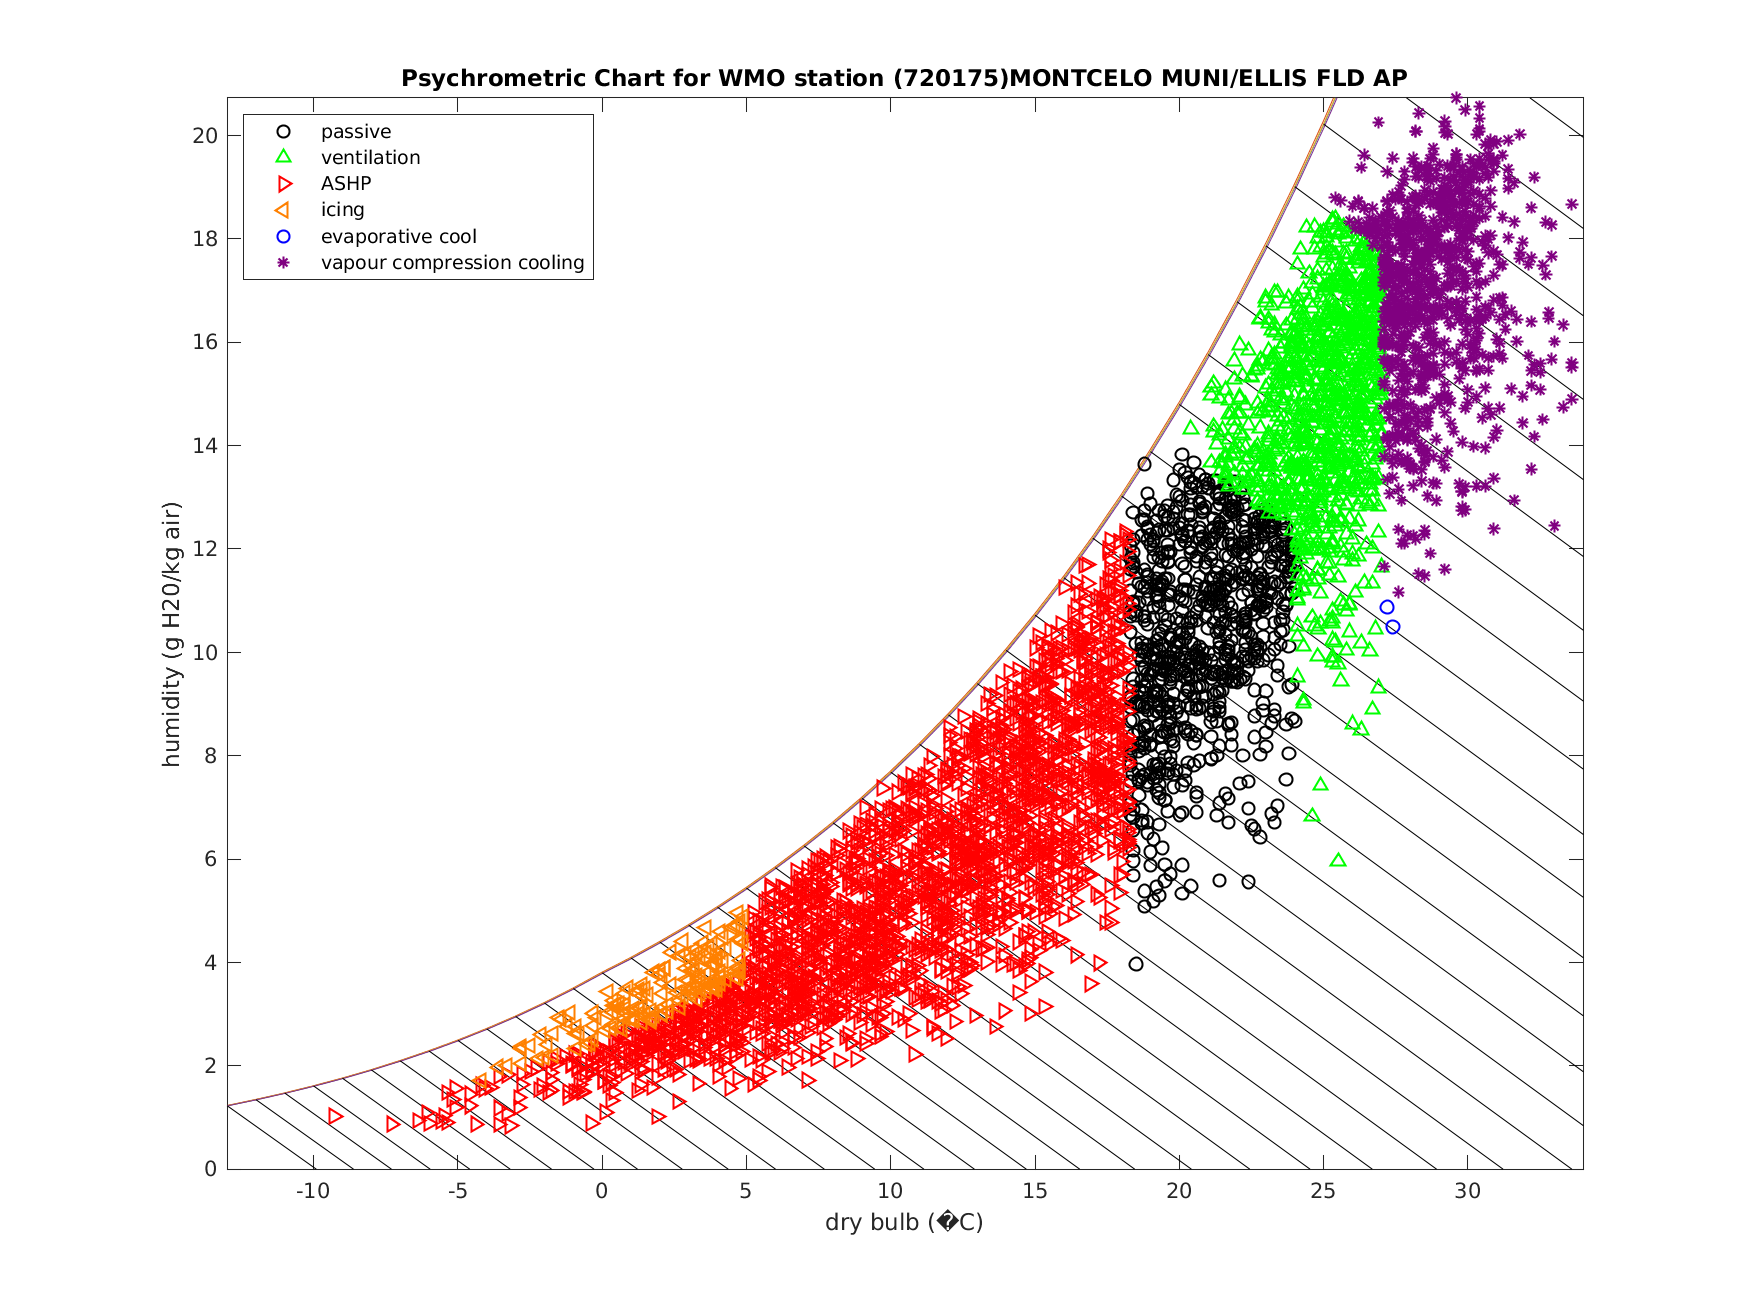 Psychrometric Chart for WMO station (720175)MONTCELO MUNI/ELLIS FLD AP
passive
ventilation
ASHP
icing
evaporative cool
vapour compression cooling
humidity (g H20/kg air)
20
18
16
14
12
10
8
6
4
2
0
-10 -5 0 5 10 15 20 25 30
dry bulb (�C)